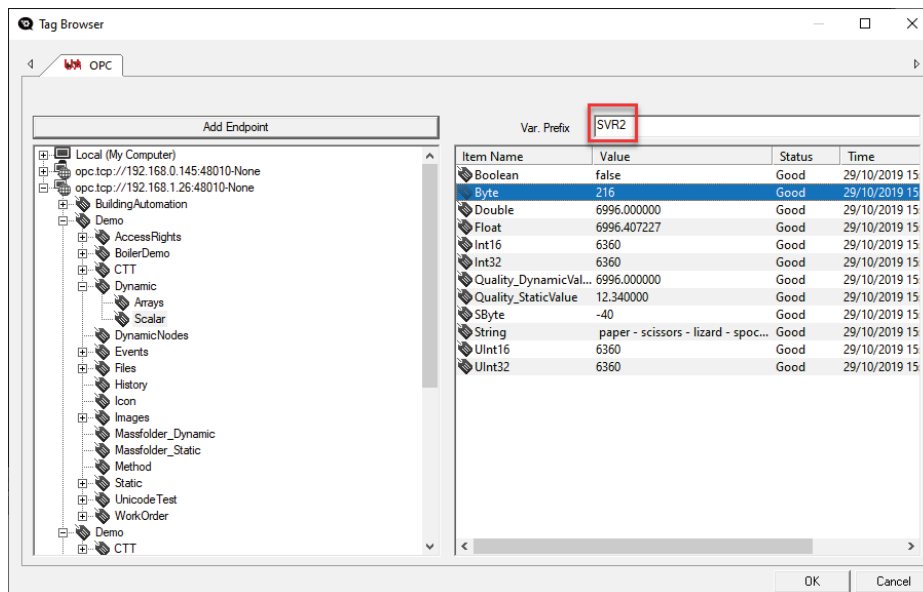 Tag Browser
OPC
Add Endpoint
Var. Prefix SVR2
Local (My Computer)
opc.tcp://192.168.0.145:48010-None
opc.tcp://192.168.1.26:48010-None
BuildingAutomation
Demo
AccessRights
BoilerDemo
CTT
Dynamic
Arrays
Scalar
DynamicNodes
Events
Files
History
Icon
Images
Massfolder_Dynamic
Massfolder_Static
Method
Static
UnicodeTest
WorkOrder
Demo
CTT
Item Name Value Status Time
Boolean false Good 29/10/2019 15
Byte 216 Good 29/10/2019 15
Double 6996.000000 Good 29/10/2019 15
Float 6996.407227 Good 29/10/2019 15
Int16 6360 Good 29/10/2019 15
Int32 6360 Good 29/10/2019 15
Quality_DynamicVal... 6996.000000 Good 29/10/2019 15
Quality_StaticValue 12.340000 Good 29/10/2019 15
SByte -40 Good 29/10/2019 15
String paper - scissors - lizard - spoc... Good 29/10/2019 15
UInt16 6360 Good 29/10/2019 15
UInt32 6360 Good 29/10/2019 15
OK Cancel